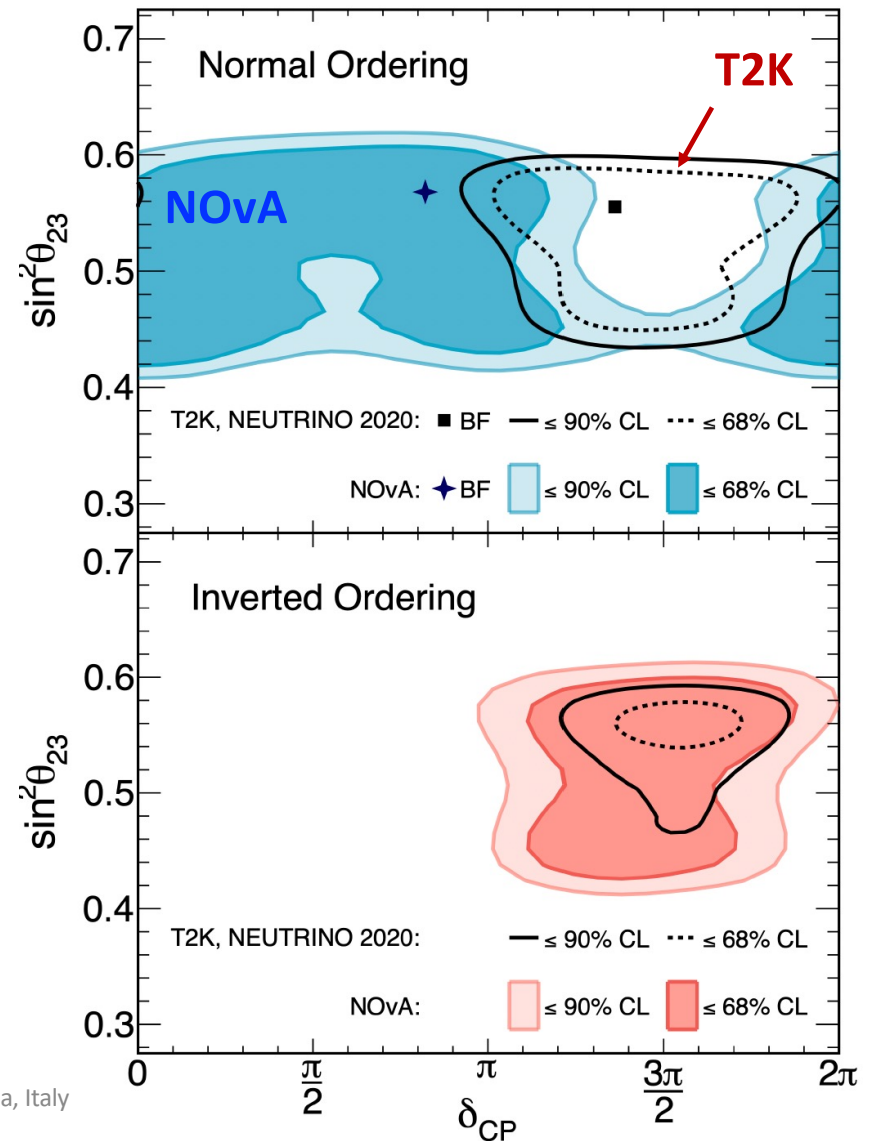 0.7
Normal Ordering
T2K
0.6
NOvA
0.5
sin²θ₂₃
0.4
T2K, NEUTRINO 2020: BF ≤ 90% CL ≤ 68% CL
NOvA: BF ≤ 90% CL ≤ 68% CL
0.3
0.7
Inverted Ordering
0.6
0.5
sin²θ₂₃
0.4
T2K, NEUTRINO 2020: ≤ 90% CL ≤ 68% CL
NOvA: ≤ 90% CL ≤ 68% CL
0.3
0 π/2 π 3π/2 2π
a, Italy
δCP